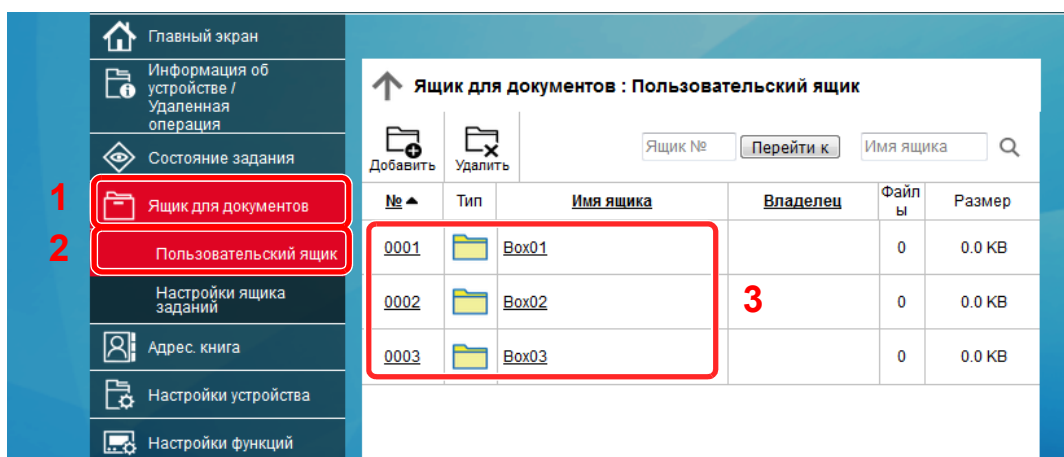 Главный экран
Информация об
устройстве /
Удаленная
операция
Состояние задания
1
Ящик для документов
2
Пользовательский ящик
Настройки ящика
заданий
Адрес. книга
Настройки устройства
Настройки функций
Ящик для документов : Пользовательский ящик
Добавить Удалить Ящик № Перейти к Имя ящика
№ Тип Имя ящика Владелец Файл
ы Размер
0001 Box01 0 0.0 KB
0002 Box02 3 0 0.0 KB
0003 Box03 0 0.0 KB